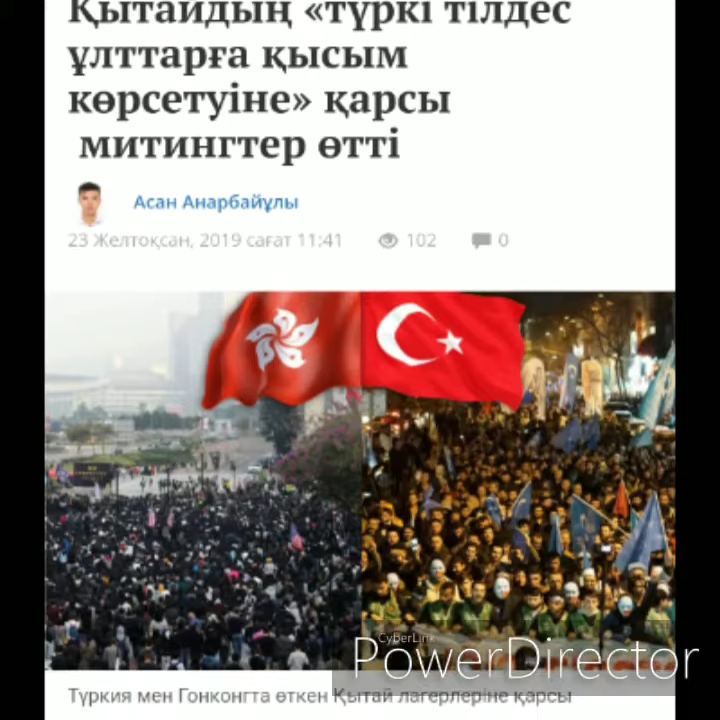 Қытайдың «түркі тілдес
ұлттарға қысым
көрсетуіне» қарсы
митингтер өтті
Асан Анарбайұлы
23 Желтоқсан, 2019 сағат 11:41 102 0
CyberLink
PowerDirector
Түркия мен Гонконгта өткен Қытай лагерлеріне қарсы